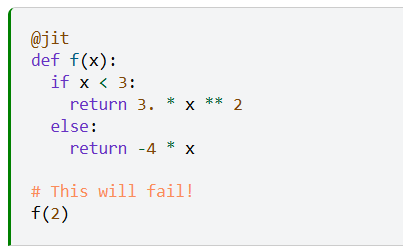 @jit
def f(x):
  if x < 3:
    return 3. * x ** 2
  else:
    return -4 * x

# This will fail!
f(2)